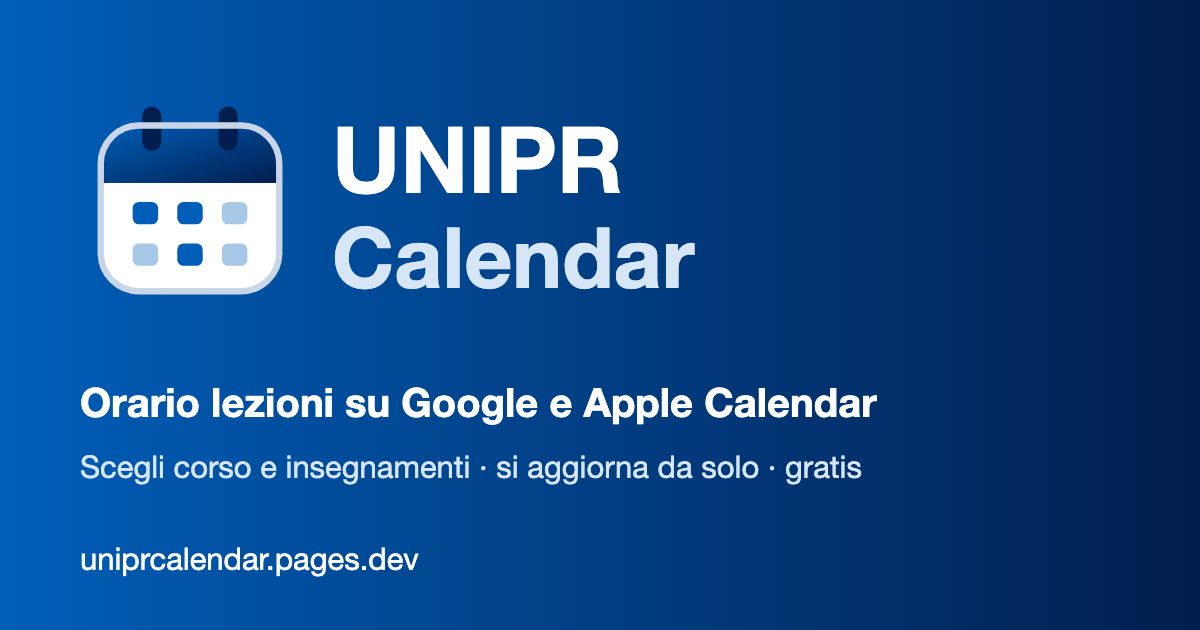 UNIPR
Calendar
Orario lezioni su Google e Apple Calendar
Scegli corso e insegnamenti · si aggiorna da solo · gratis
uniprcalendar.pages.dev